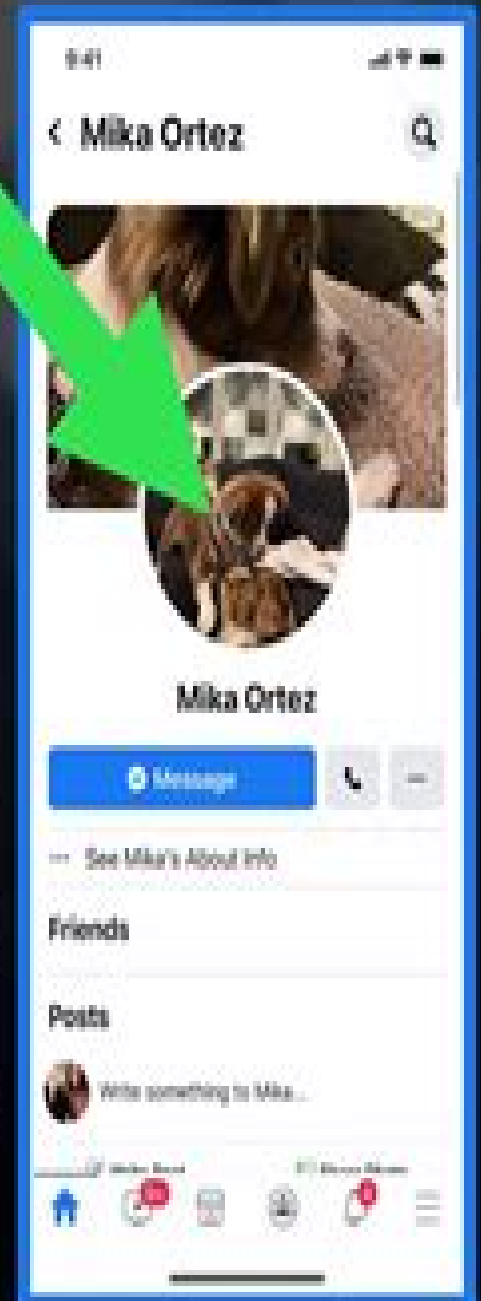 9:41
Mika Ortez
Mika Ortez
Message
See Mika's About Info
Friends
Posts
Write something to Mika...